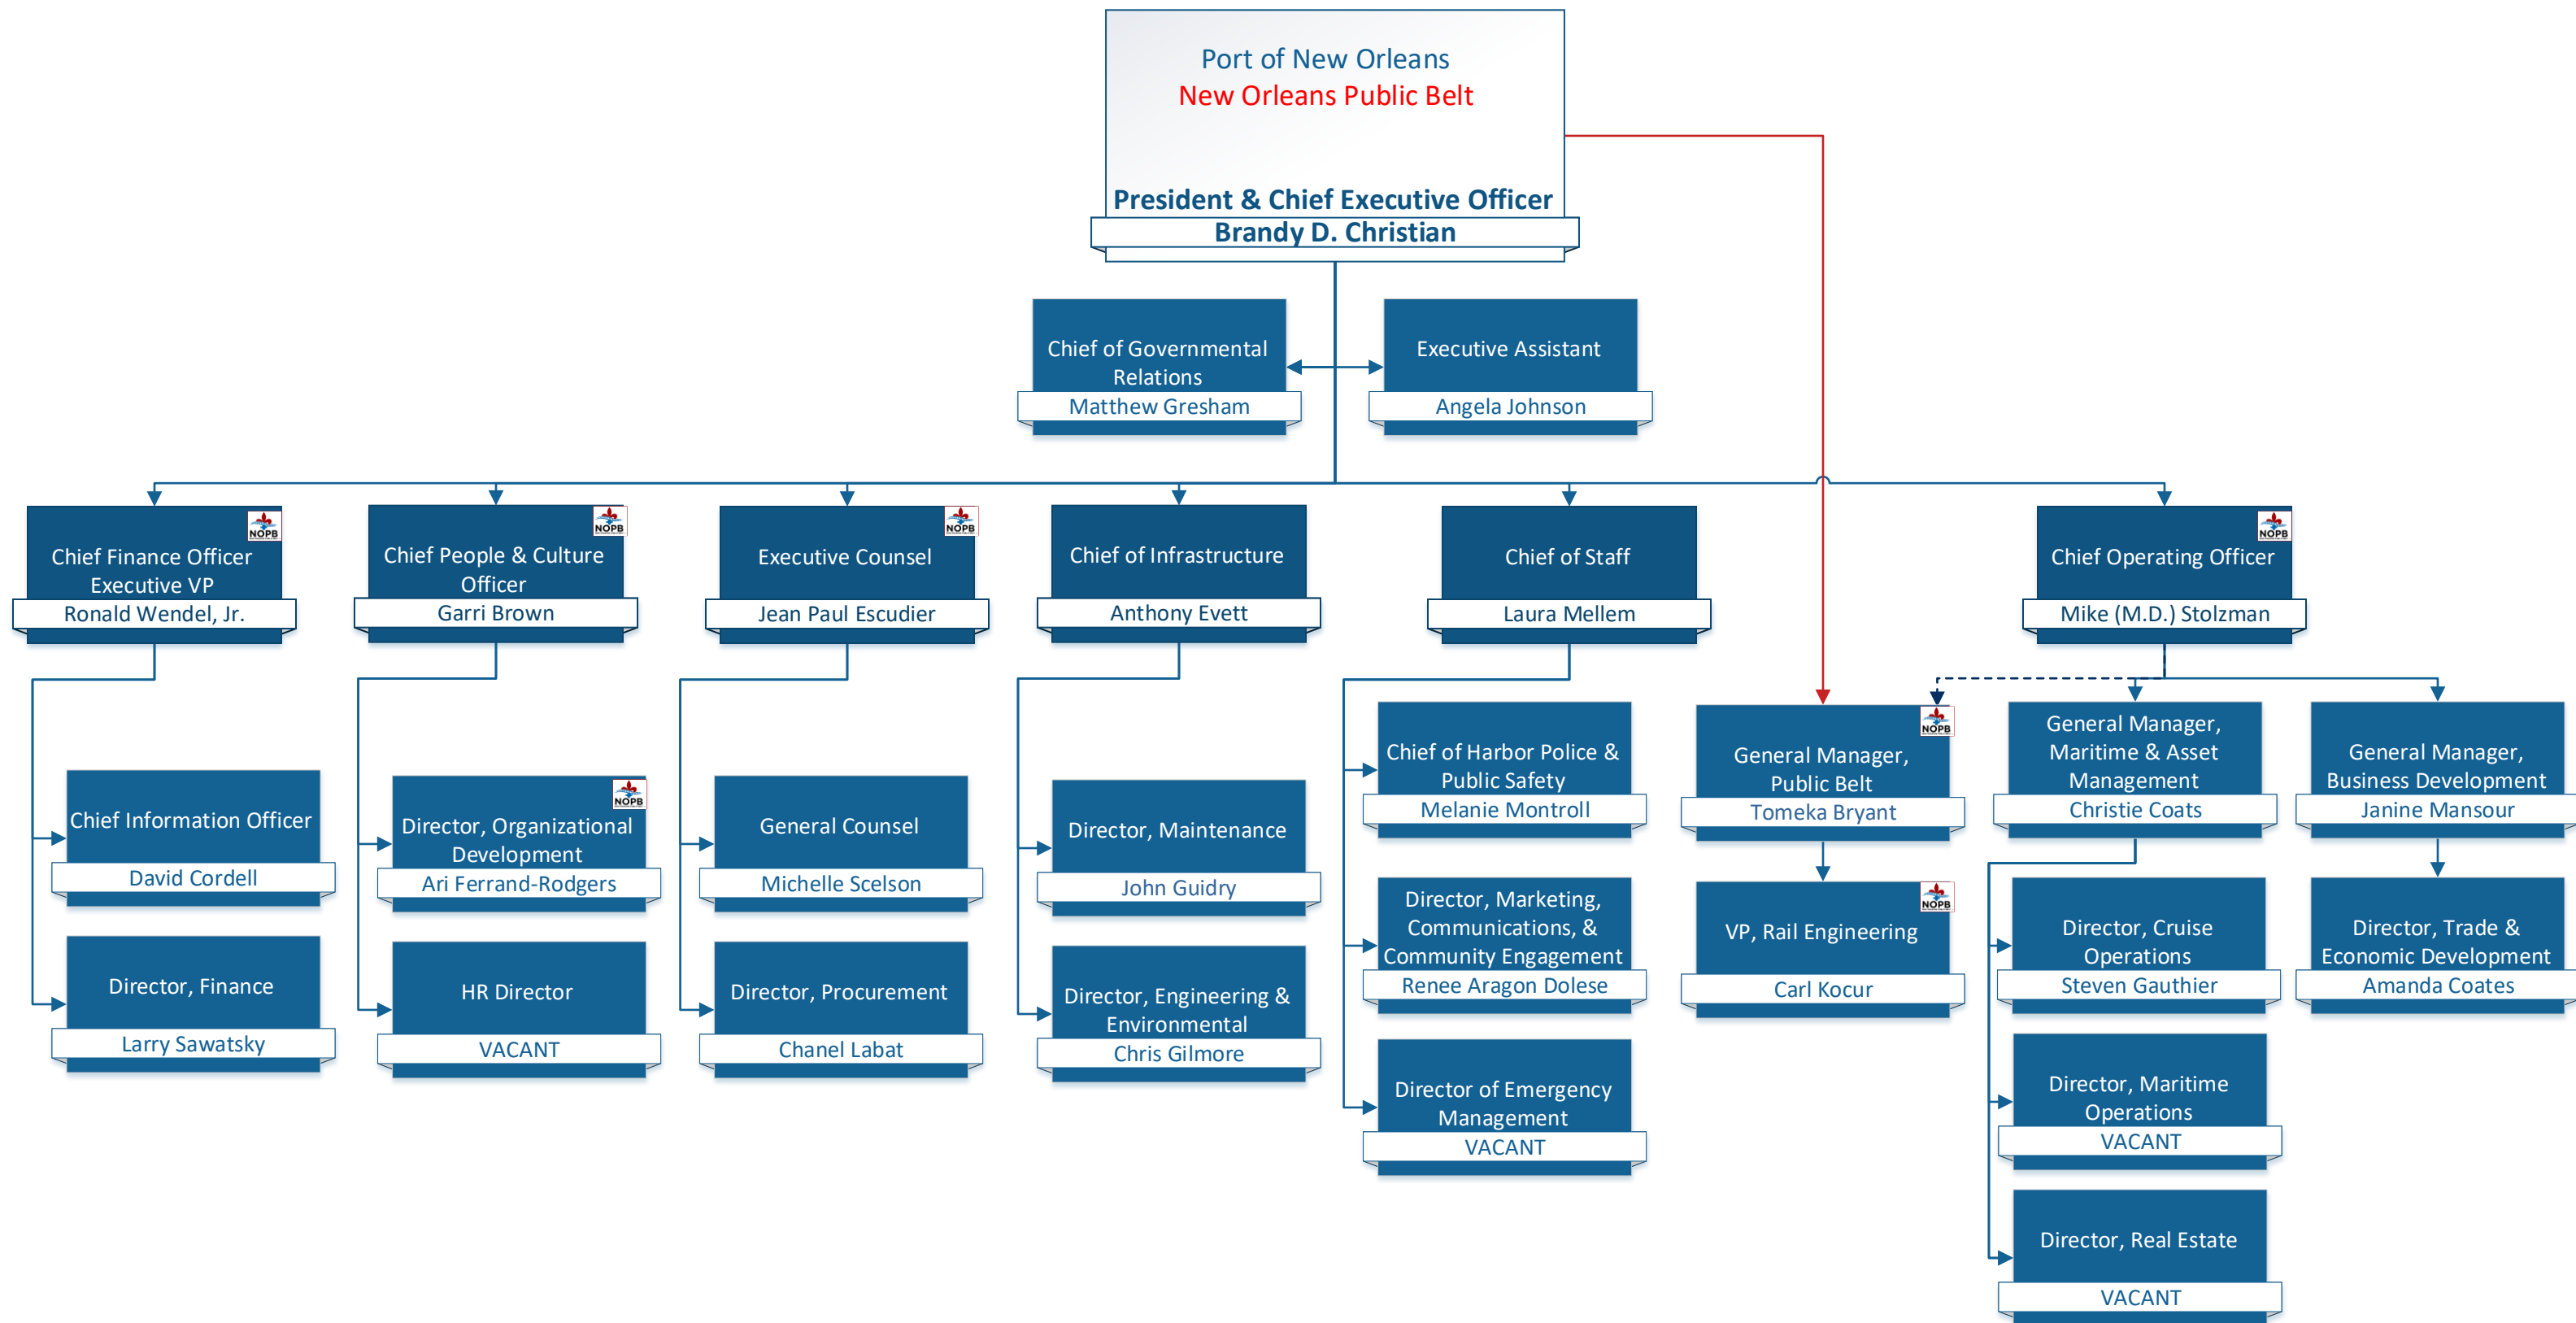 Port of New Orleans
New Orleans Public Belt
President & Chief Executive Officer
Brandy D. Christian
Chief of Governmental
Relations
Matthew Gresham
Executive Assistant
Angela Johnson
NOPB
Chief Finance Officer
Executive VP
Ronald Wendel, Jr.
NOPB
Chief People & Culture
Officer
Garri Brown
NOPB
Executive Counsel
Jean Paul Escudier
Chief of Infrastructure
Anthony Evett
Chief of Staff
Laura Mellem
NOPB
Chief Operating Officer
Mike (M.D.) Stolzman
Chief Information Officer
David Cordell
Director, Finance
Larry Sawatsky
NOPB
Director, Organizational
Development
Ari Ferrand-Rodgers
HR Director
VACANT
General Counsel
Michelle Scelson
Director, Procurement
Chanel Labat
Director, Maintenance
John Guidry
Director, Engineering &
Environmental
Chris Gilmore
Chief of Harbor Police &
Public Safety
Melanie Montroll
Director, Marketing,
Communications, &
Community Engagement
Renee Aragon Dolese
Director of Emergency
Management
VACANT
NOPB
General Manager,
Public Belt
Tomeka Bryant
NOPB
VP, Rail Engineering
Carl Kocur
General Manager,
Maritime & Asset
Management
Christie Coats
Director, Cruise
Operations
Steven Gauthier
Director, Maritime
Operations
VACANT
Director, Real Estate
VACANT
General Manager,
Business Development
Janine Mansour
Director, Trade &
Economic Development
Amanda Coates